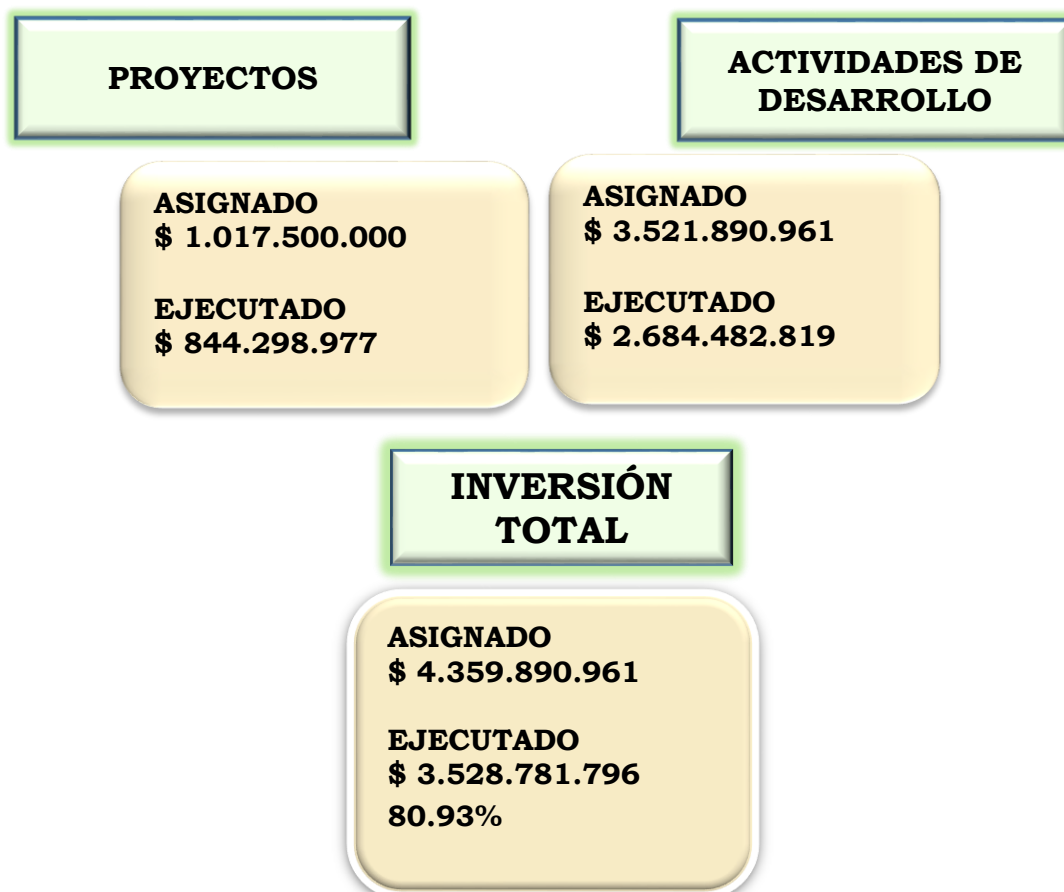 PROYECTOS
ACTIVIDADES DE
DESARROLLO
ASIGNADO
$ 1.017.500.000
EJECUTADO
$ 844.298.977
ASIGNADO
$ 3.521.890.961
EJECUTADO
$ 2.684.482.819
INVERSIÓN
TOTAL
ASIGNADO
$ 4.359.890.961
EJECUTADO
$ 3.528.781.796
80.93%